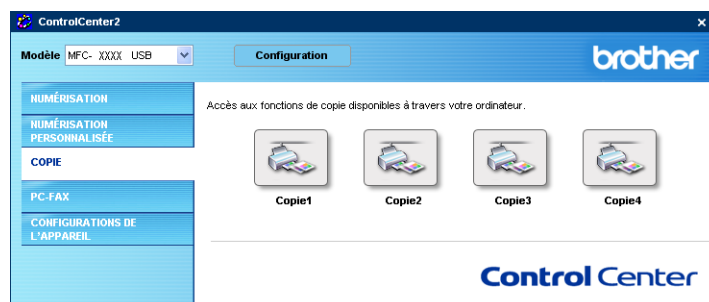 ControlCenter2
Modèle MFC- XXXX USB Configuration brother
NUMÉRISATION
NUMÉRISATION
PERSONNALISÉE
COPIE
PC-FAX
CONFIGURATIONS DE
L'APPAREIL
Accès aux fonctions de copie disponibles à travers votre ordinateur.
Copie1 Copie2 Copie3 Copie4
Control Center